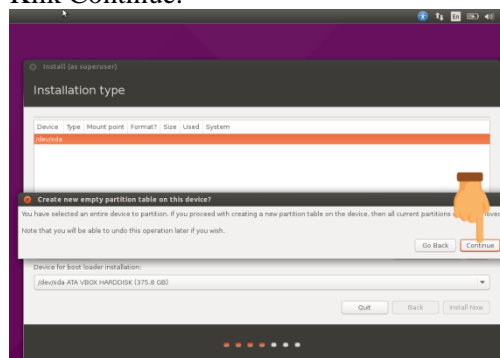 Klik Continue.
En
Install (as superuser)
Installation type
Device Type Mount point Format? Size Used System
/dev/sda
Create new empty partition table on this device?
You have selected an entire device to partition. If you proceed with creating a new partition table on the device, then all current partitions
Note that you will be able to undo this operation later if you wish.
Go Back Continue
Device for boot loader installation:
/dev/sda ATA VBOX HARDDISK (375.8 GB)
Quit Back Install Now